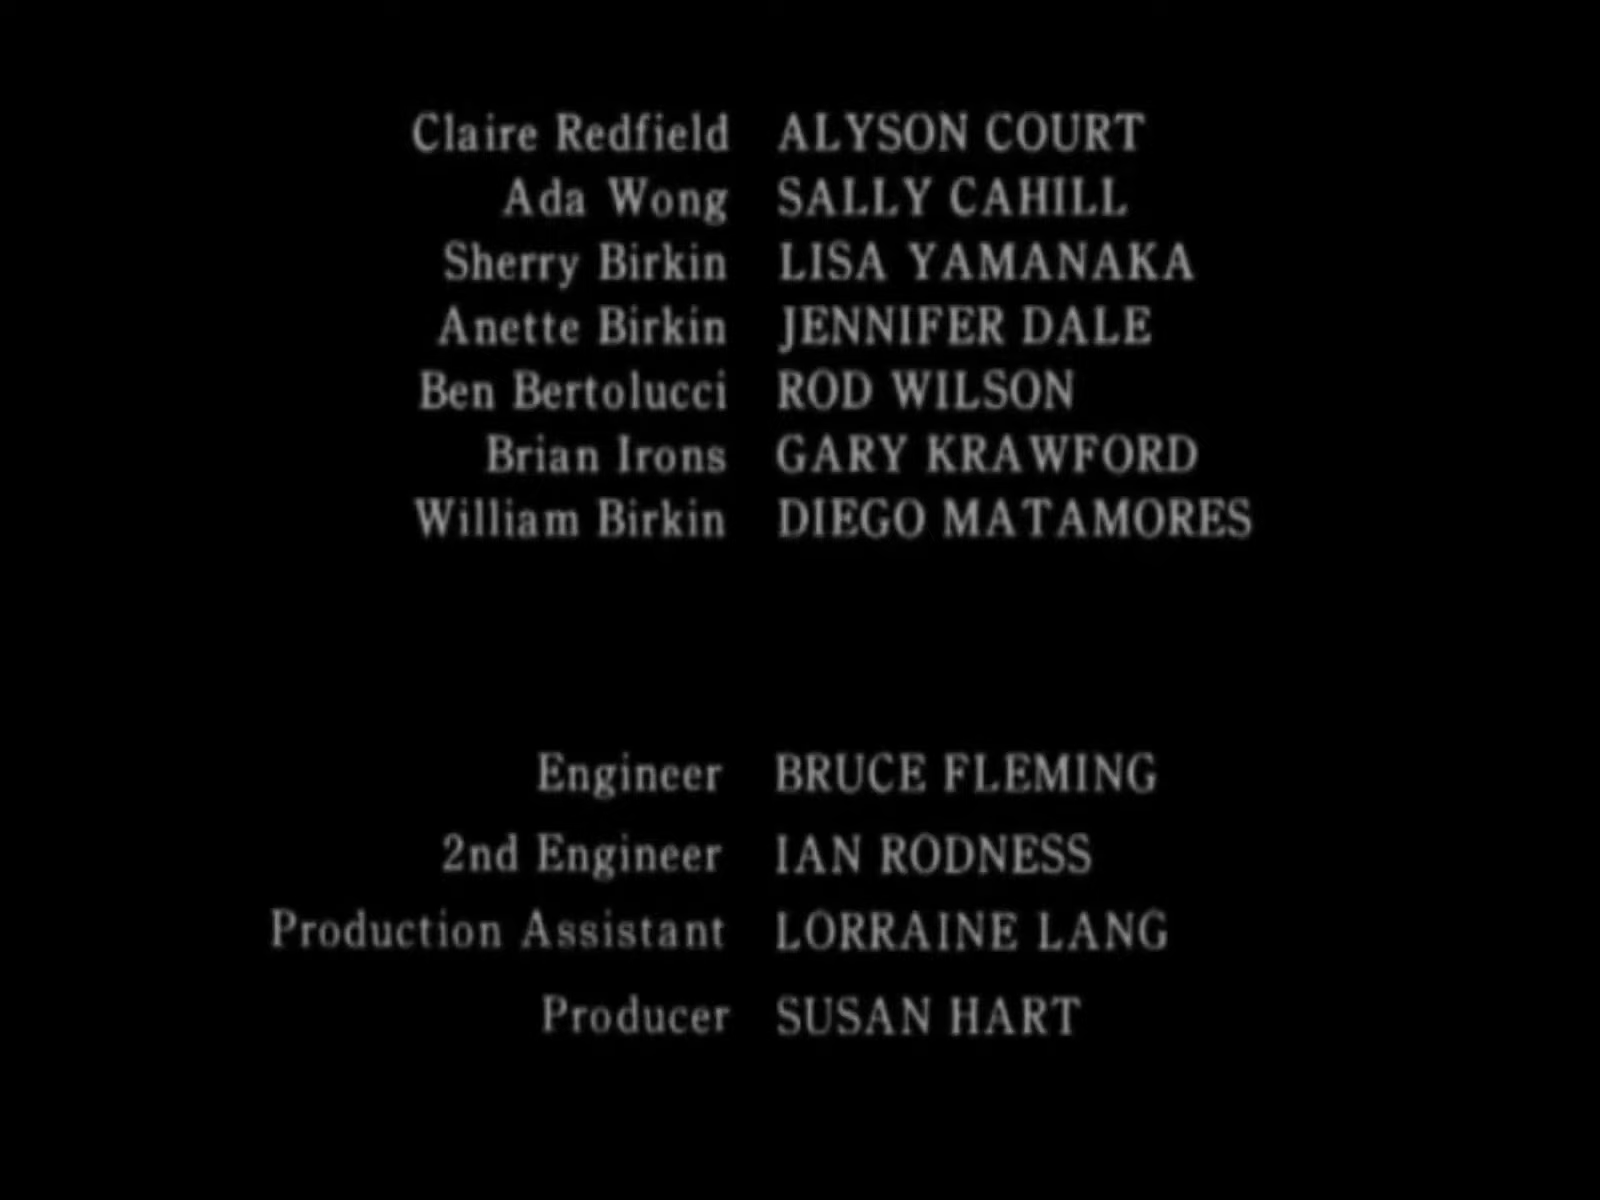 Claire Redfield ALYSON COURT
Ada Wong SALLY CAHILL
Sherry Birkin LISA YAMANAKA
Anette Birkin JENNIFER DALE
Ben Bertolucci ROD WILSON
Brian Irons GARY KRAWFORD
William Birkin DIEGO MATAMORES
Engineer BRUCE FLEMING
2nd Engineer IAN RODNESS
Production Assistant LORRAINE LANG
Producer SUSAN HART